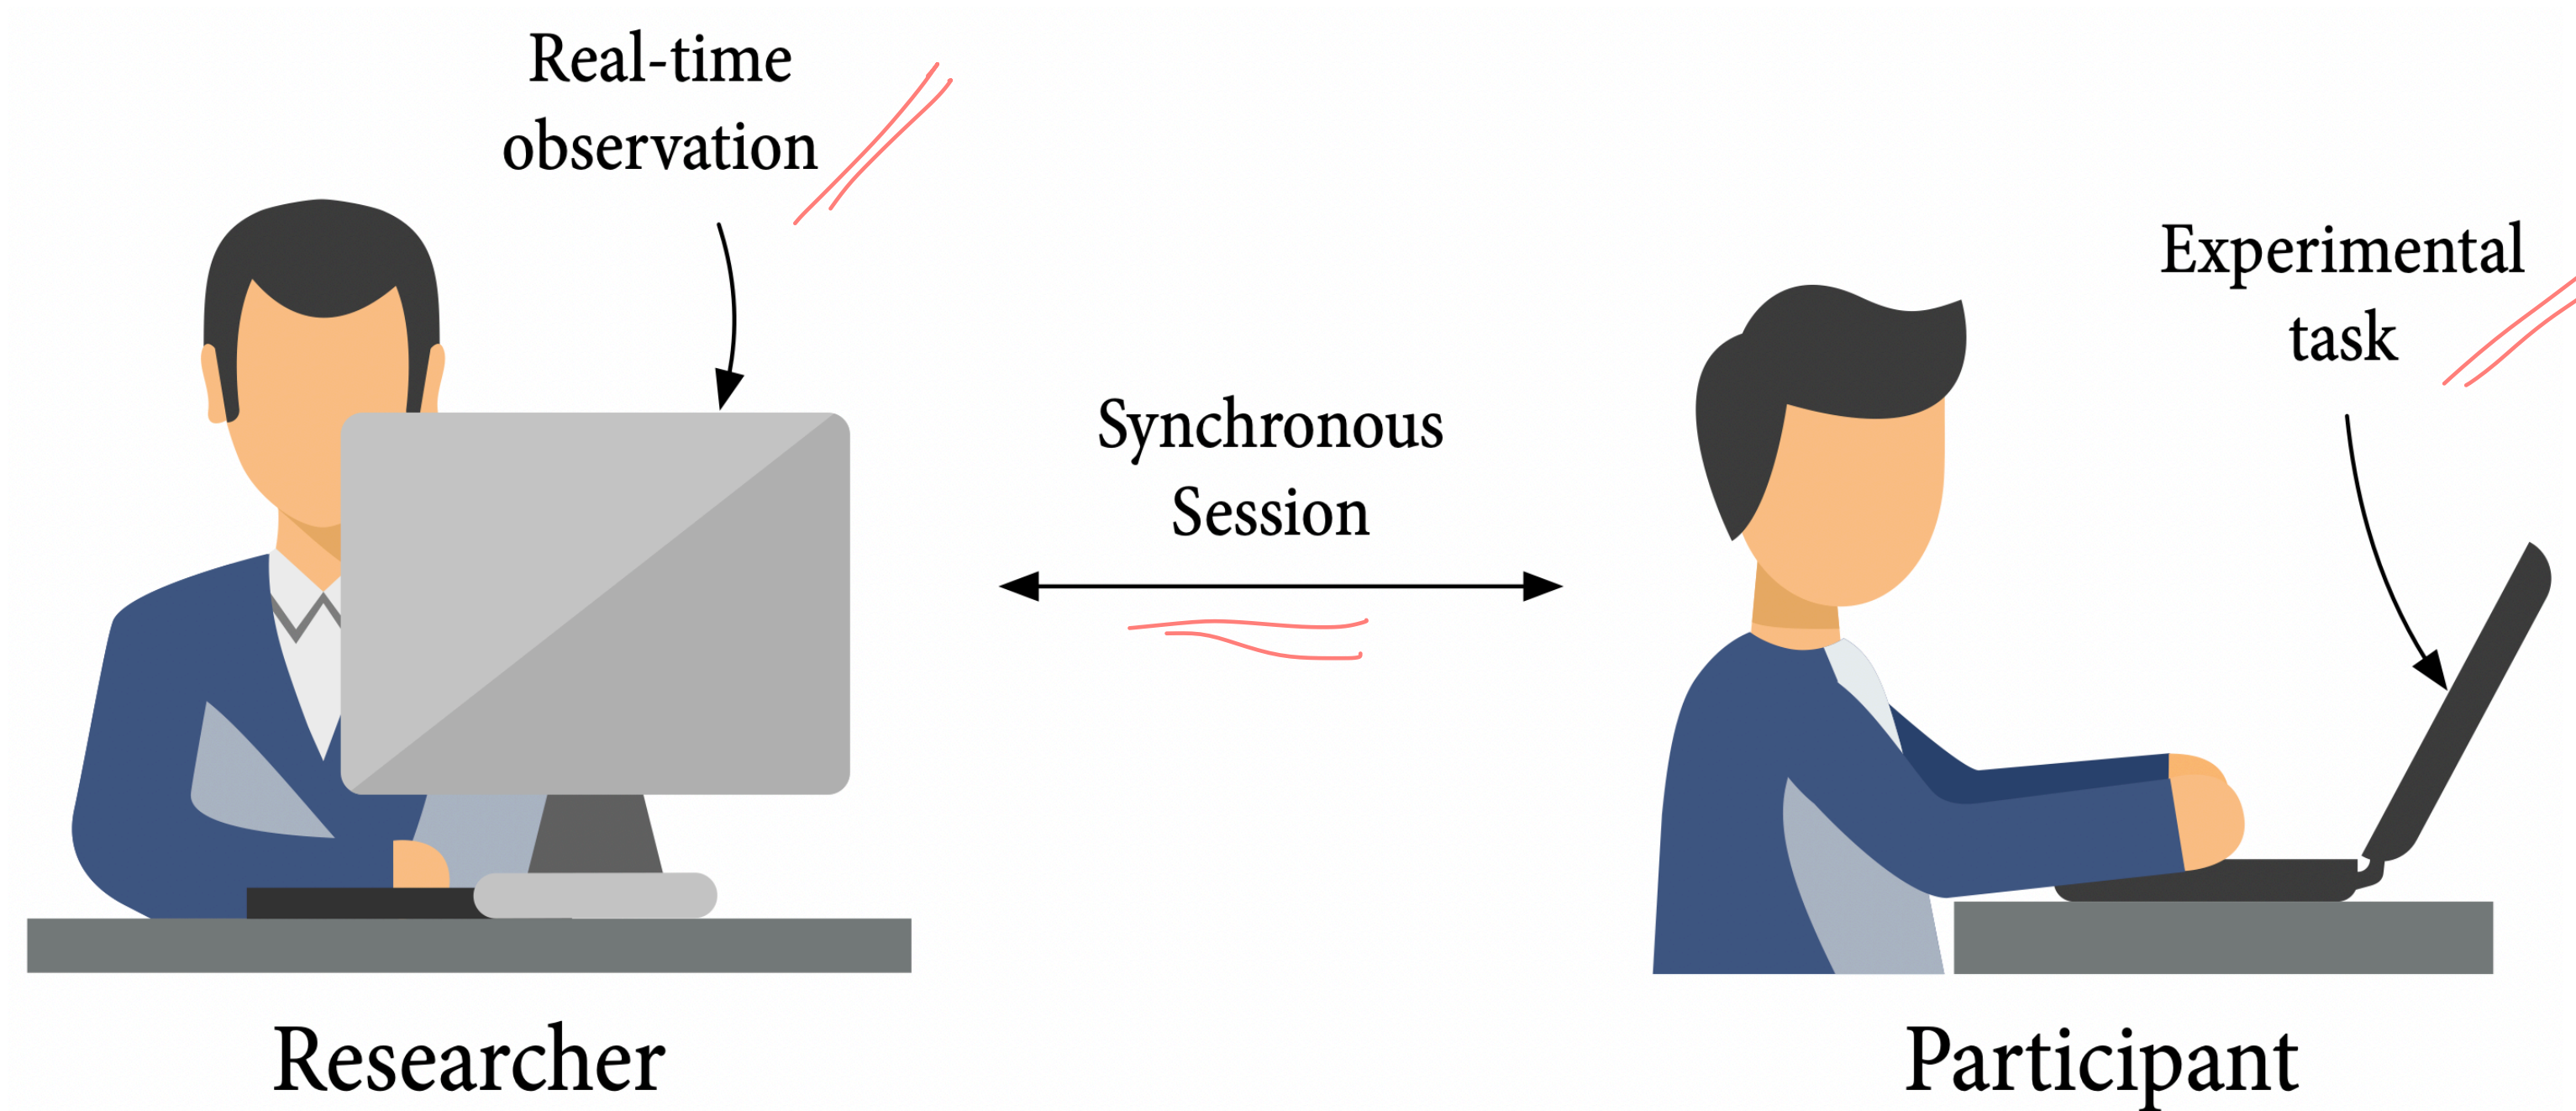 Real-time
observation
Synchronous
Session
Experimental
task
Researcher
Participant